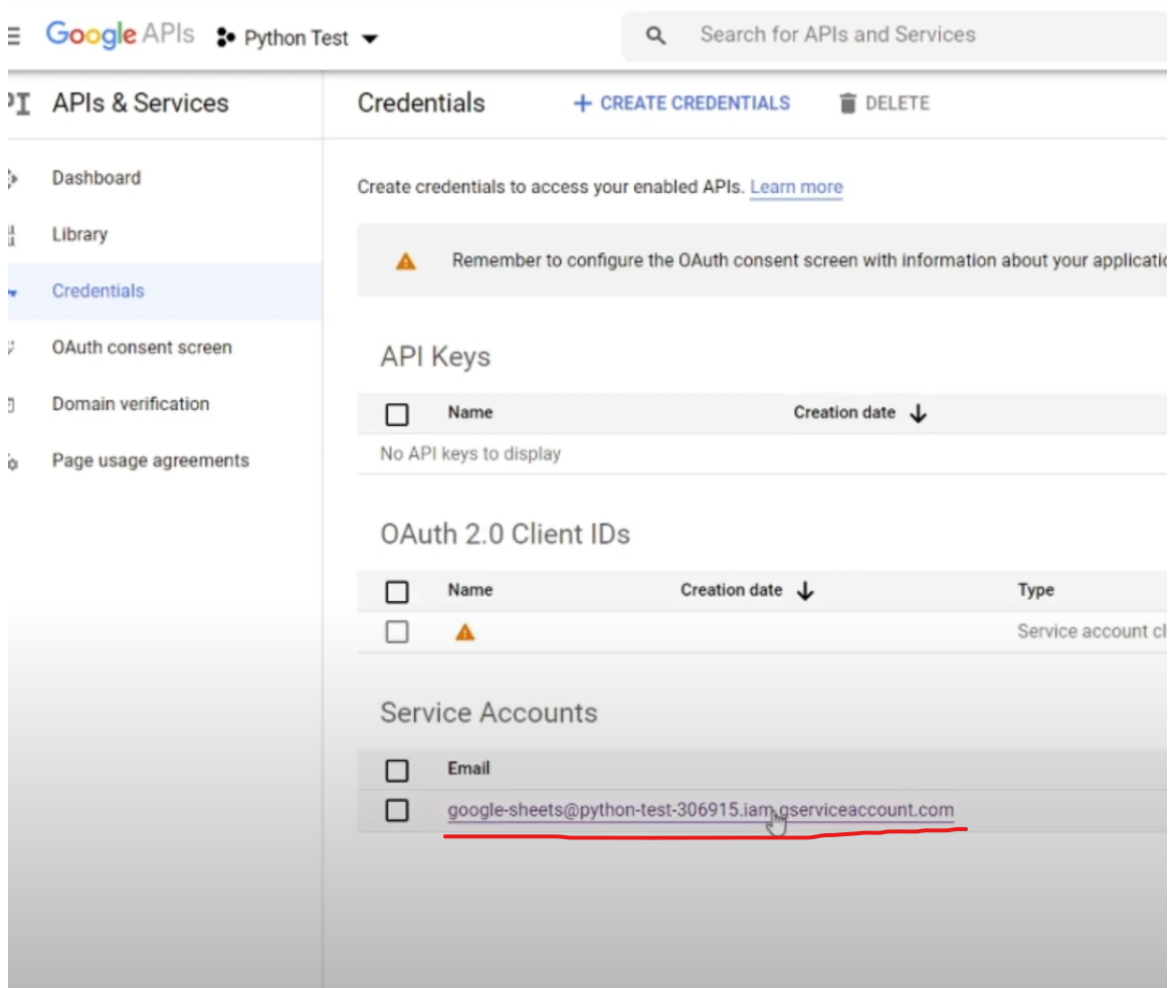 Google APIs Python Test Search for APIs and Services
PI APIs & Services Credentials + CREATE CREDENTIALS DELETE
Dashboard
Library
Credentials
OAuth consent screen
Domain verification
Page usage agreements
Create credentials to access your enabled APIs. Learn more
Remember to configure the OAuth consent screen with information about your applicatio
API Keys
Name Creation date
No API keys to display
OAuth 2.0 Client IDs
Name Creation date Type
Service account cl
Service Accounts
Email
google-sheets@python-test-306915.iam.gserviceaccount.com